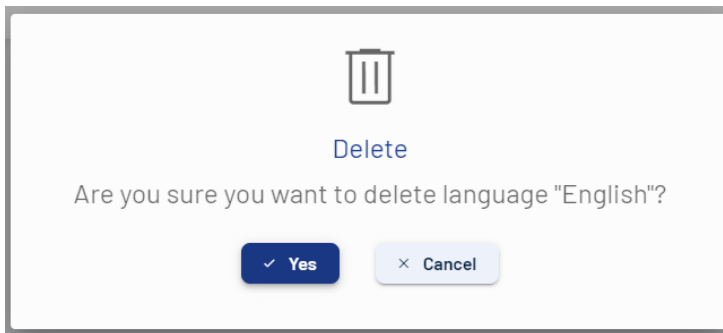 Delete
Are you sure you want to delete language "English"?
Yes
Cancel